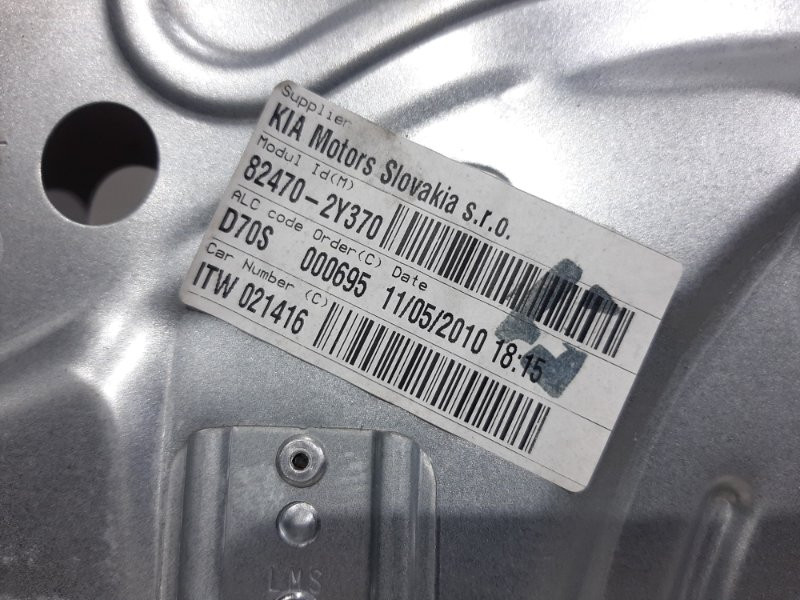 Supplier
KIA Motors Slovakia s.r.o.
Modul Id(M)
82470-2Y370
ALC code Order(C) Date
D70S 000695 11/05/2010 18:15
Car Number (C)
ITW 021416
LMS